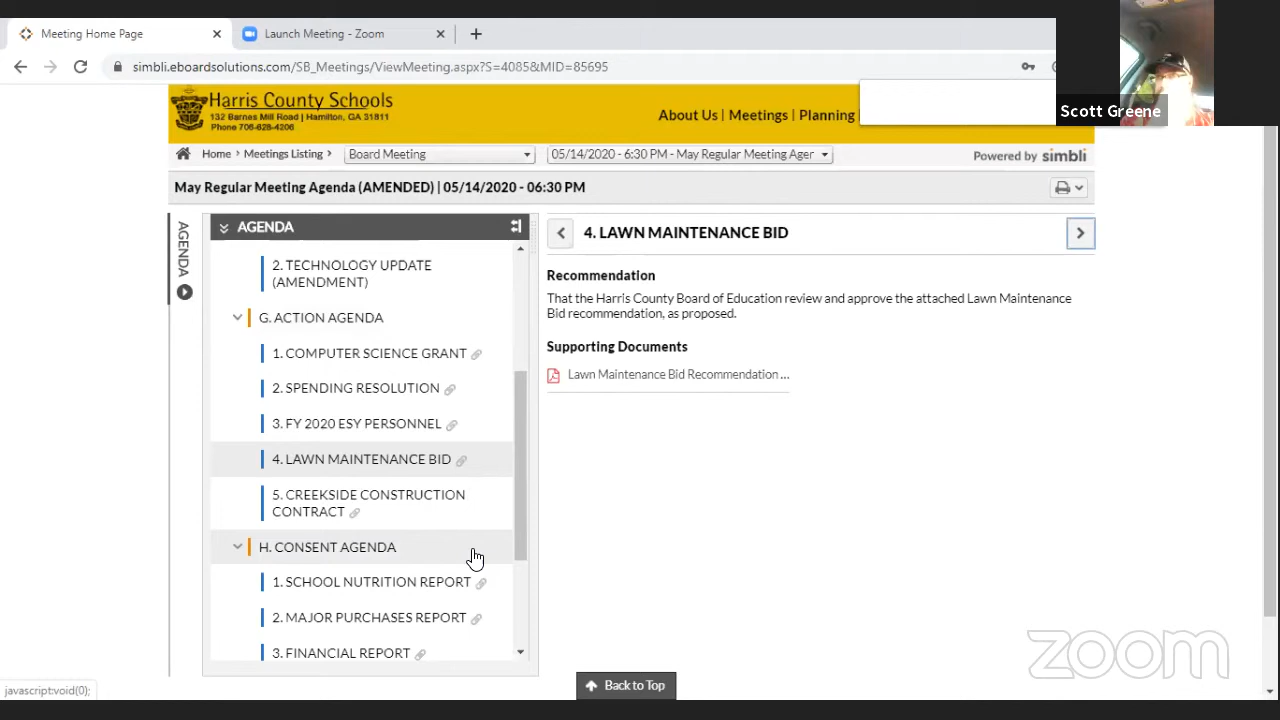 Meeting Home Page
Launch Meeting - Zoom
simbli.eboardsolutions.com/SB_Meetings/ViewMeeting.aspx?S=4085&MID=85695
Scott Greene
Harris County Schools
132 Barnes Mill Road | Hamilton, GA 31811
Phone 706-628-4206
About Us | Meetings | Planning
Home › Meetings Listing ›
Board Meeting
05/14/2020 - 6:30 PM - May Regular Meeting Ager
Powered by simbli
May Regular Meeting Agenda (AMENDED) | 05/14/2020 - 06:30 PM
AGENDA
AGENDA
2. TECHNOLOGY UPDATE
(AMENDMENT)
G. ACTION AGENDA
1. COMPUTER SCIENCE GRANT
2. SPENDING RESOLUTION
3. FY 2020 ESY PERSONNEL
4. LAWN MAINTENANCE BID
5. CREEKSIDE CONSTRUCTION
CONTRACT
H. CONSENT AGENDA
1. SCHOOL NUTRITION REPORT
2. MAJOR PURCHASES REPORT
3. FINANCIAL REPORT
4. LAWN MAINTENANCE BID
Recommendation
That the Harris County Board of Education review and approve the attached Lawn Maintenance
Bid recommendation, as proposed.
Supporting Documents
Lawn Maintenance Bid Recommendation ...
Back to Top
javascript:void(0);
zoom